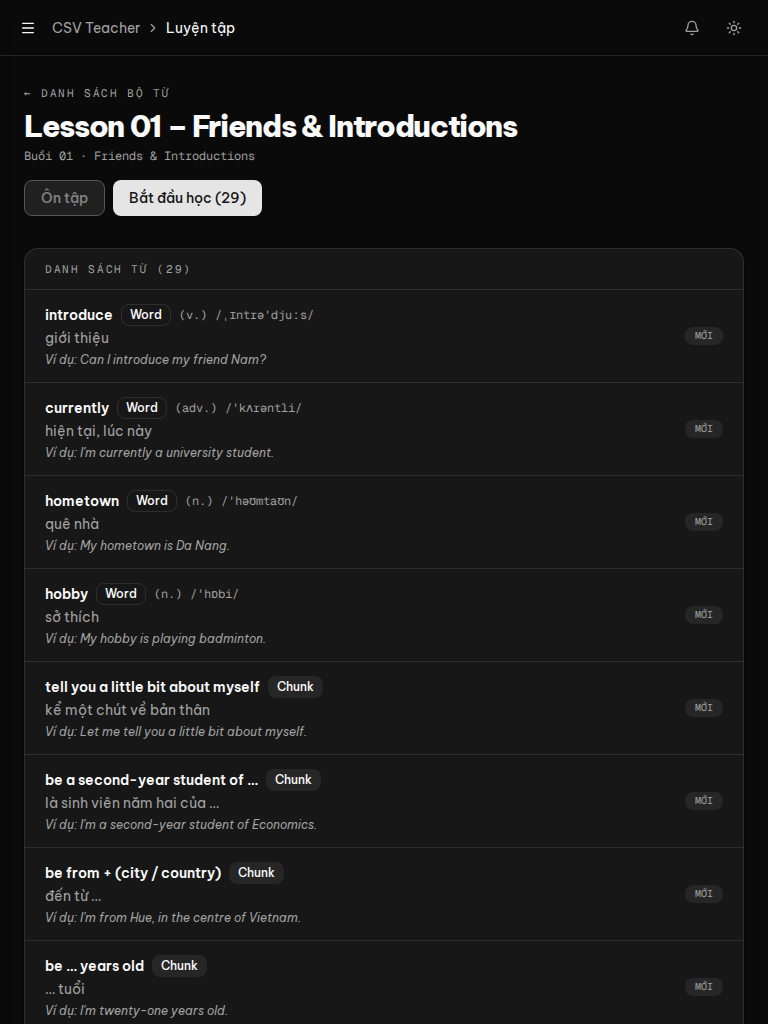 CSV Teacher > Luyện tập
← DANH SÁCH BỘ TỪ
Lesson 01 – Friends & Introductions
Buổi 01 · Friends & Introductions
Ôn tập
Bắt đầu học (29)
DANH SÁCH TỪ (29)
introduce Word (v.) /ˌɪntrəˈdjuːs/
giới thiệu
MỚI
Ví dụ: Can I introduce my friend Nam?
currently Word (adv.) /ˈkʌrəntli/
hiện tại, lúc này
MỚI
Ví dụ: I'm currently a university student.
hometown Word (n.) /ˈhəʊmtaʊn/
quê nhà
MỚI
Ví dụ: My hometown is Da Nang.
hobby Word (n.) /ˈhɒbi/
sở thích
MỚI
Ví dụ: My hobby is playing badminton.
tell you a little bit about myself Chunk
kể một chút về bản thân
MỚI
Ví dụ: Let me tell you a little bit about myself.
be a second-year student of ... Chunk
là sinh viên năm hai của ...
MỚI
Ví dụ: I'm a second-year student of Economics.
be from + (city / country) Chunk
đến từ ...
MỚI
Ví dụ: I'm from Hue, in the centre of Vietnam.
be ... years old Chunk
... tuổi
MỚI
Ví dụ: I'm twenty-one years old.